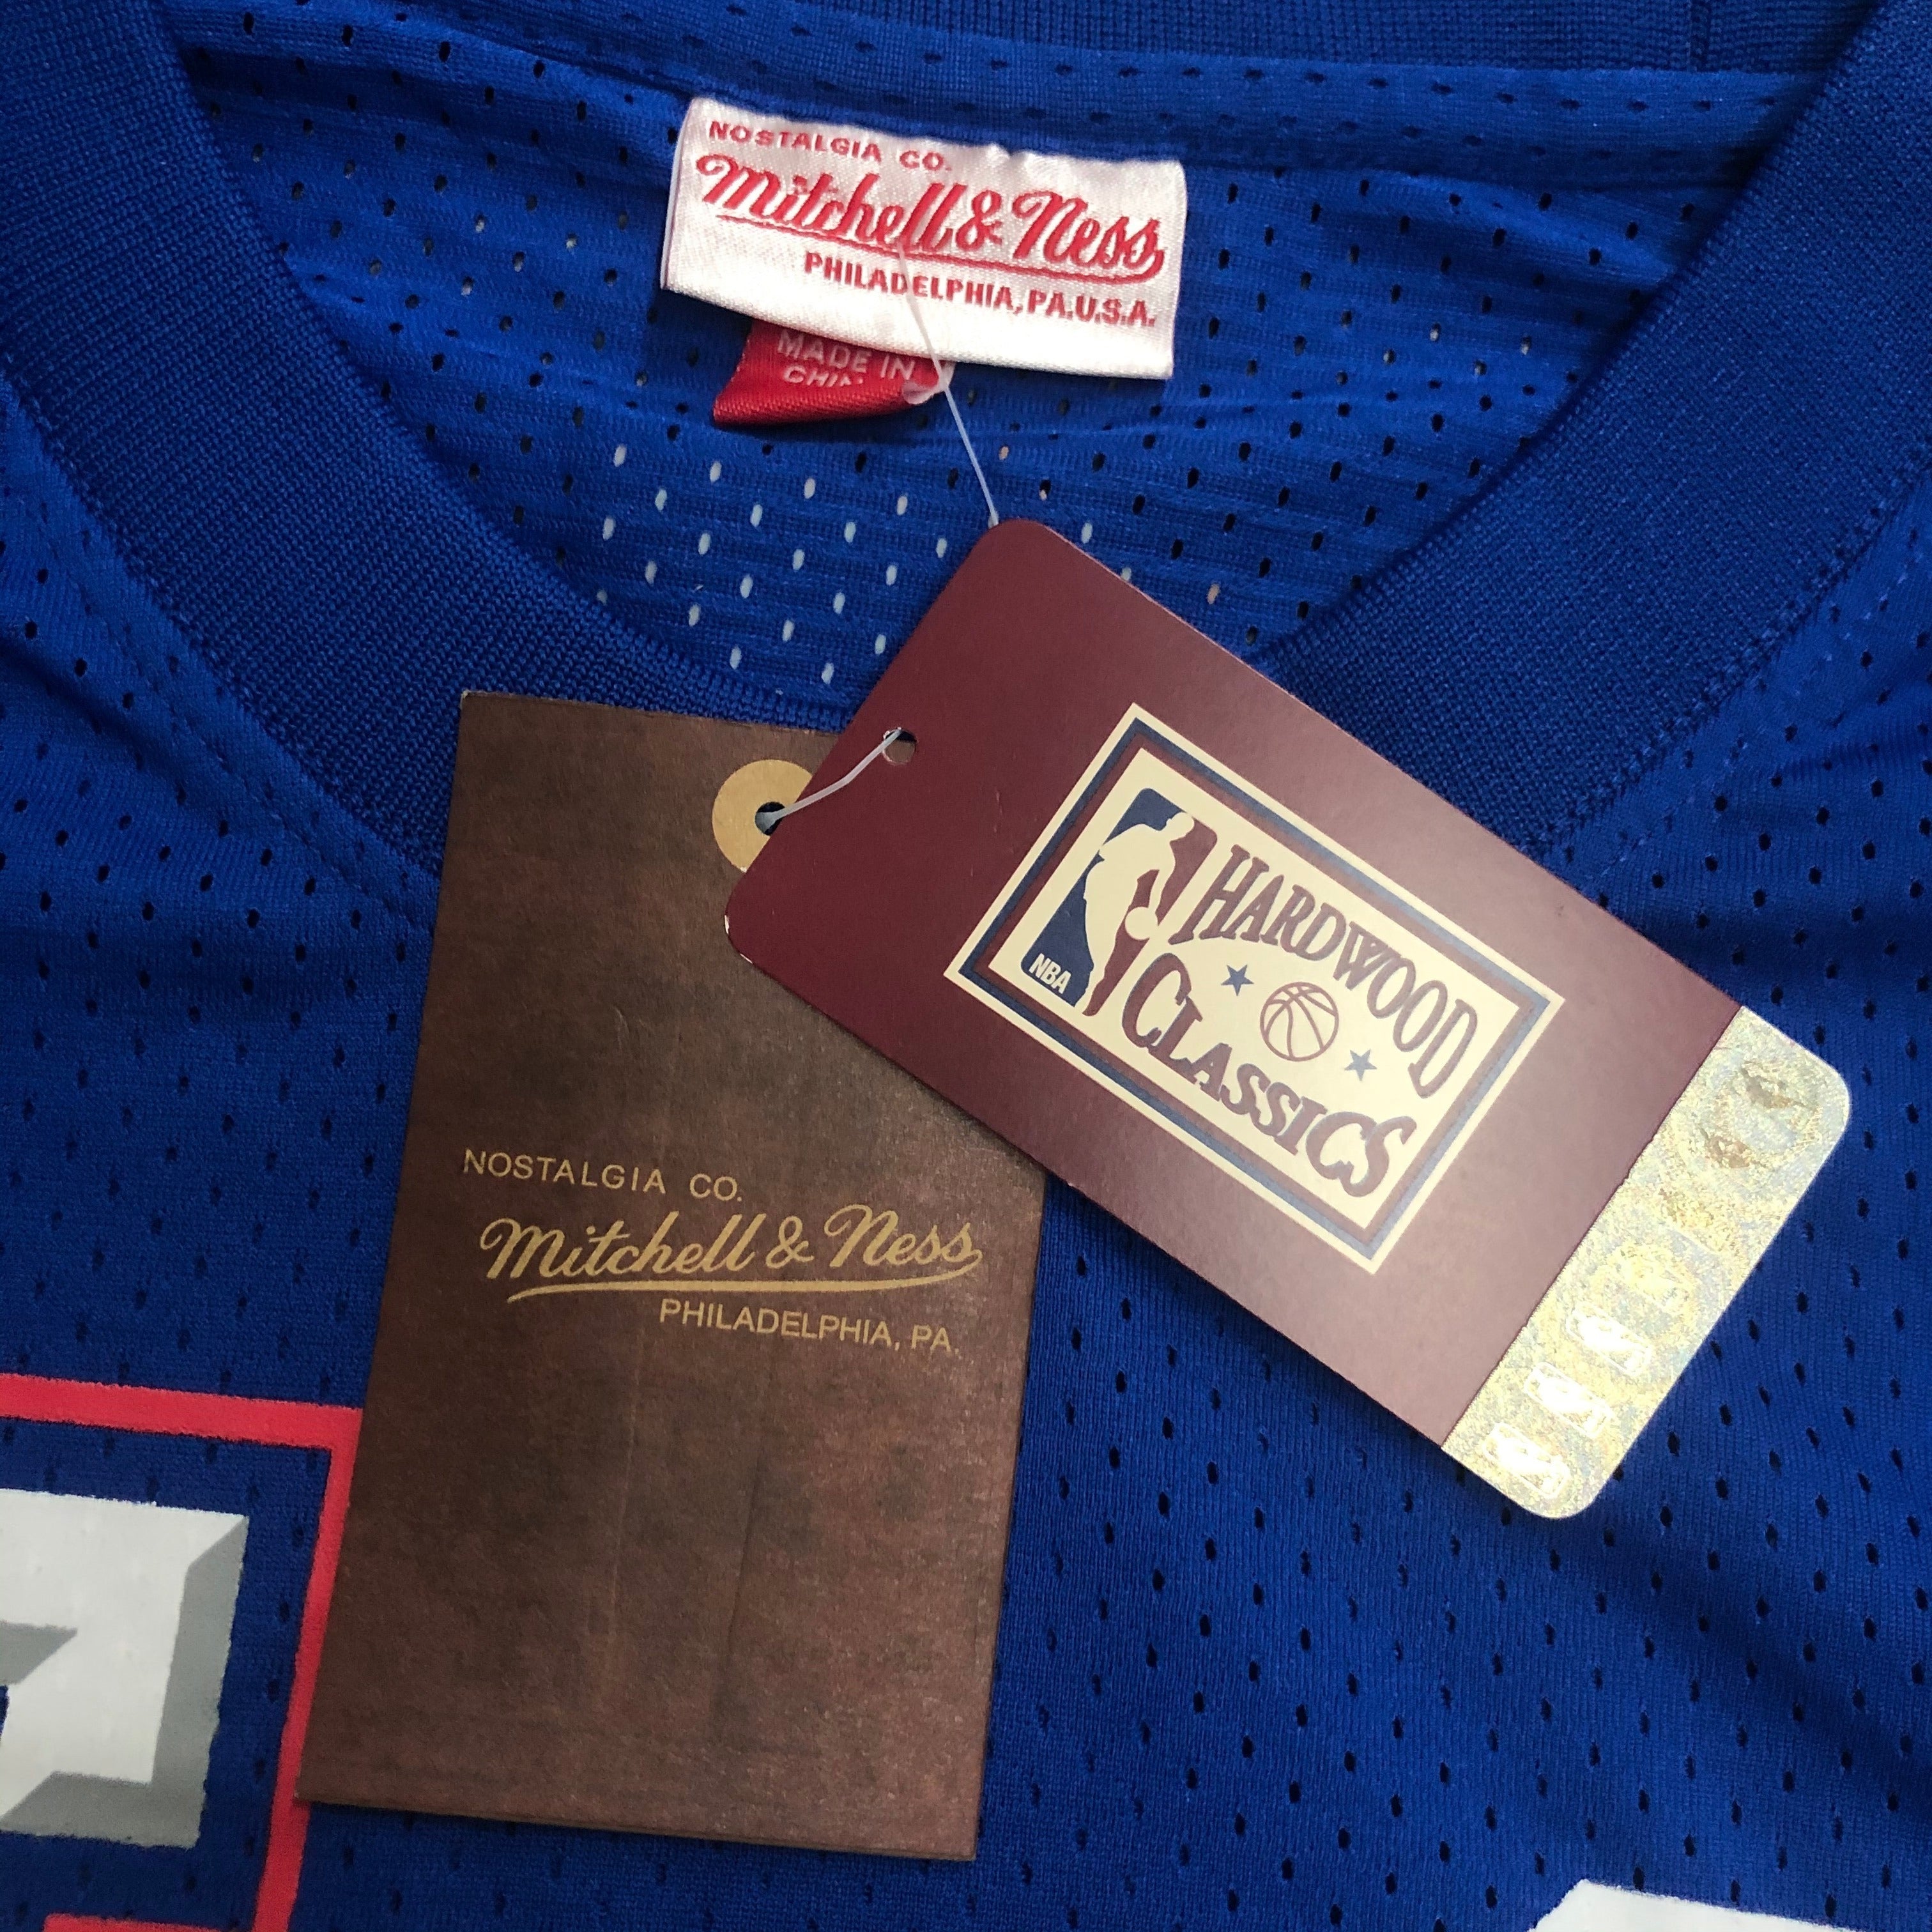 NOSTALGIA CO.
Mitchell & Ness
PHILADELPHIA, PA.U.S.A.
MADE IN
NBA
HARDWOOD
CLASSICS
NOSTALGIA CO.
Mitchell & Ness
PHILADELPHIA, PA.